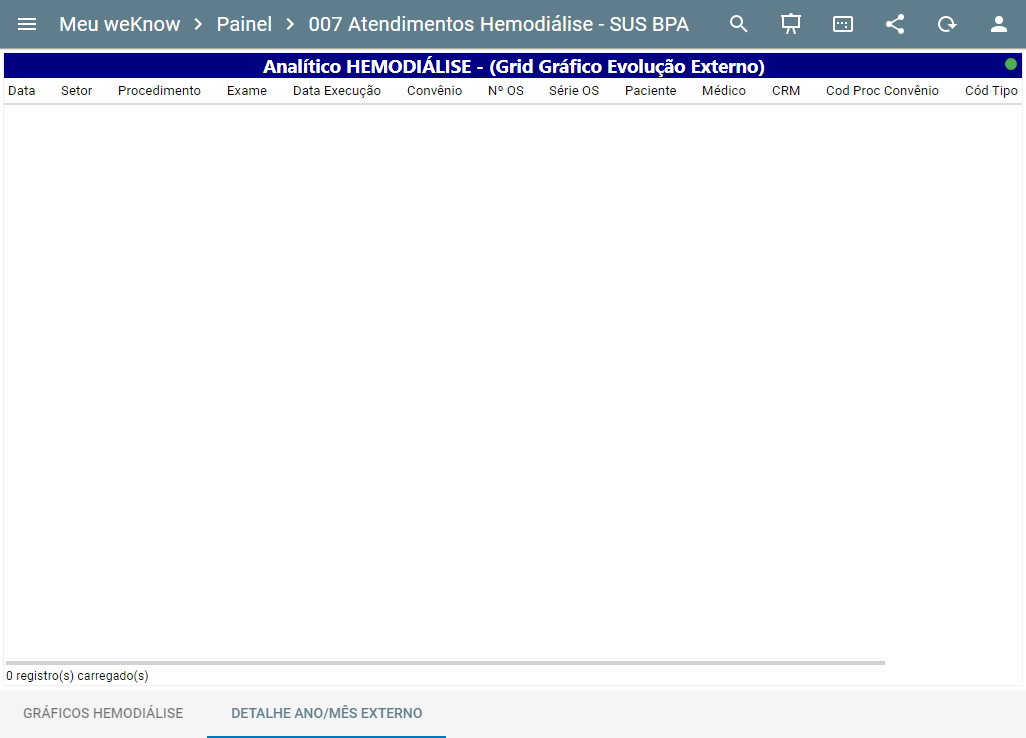 Meu weKnow > Painel > 007 Atendimentos Hemodiálise - SUS BPA
Analítico HEMODIÁLISE - (Grid Gráfico Evolução Externo)
Data Setor Procedimento Exame Data Execução Convênio Nº OS Série OS Paciente Médico CRM Cod Proc Convênio Cód Tipo
0 registro(s) carregado(s)
GRÁFICOS HEMODIÁLISE DETALHE ANO/MÊS EXTERNO